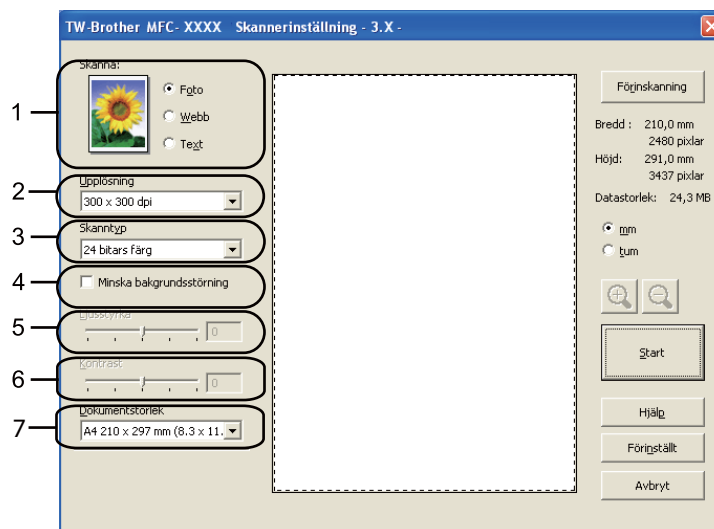 TW-Brother MFC- XXXX Skannerinställning - 3.X -
1
Skanna:
Foto
Webb
Text
2
Upplösning
300 x 300 dpi
3
Skanntyp
24 bitars färg
4
Minska bakgrundsstörning
5
Ljusstyrka
0
6
Kontrast
0
7
Dokumentstorlek
A4 210 x 297 mm (8.3 x 11.
Förinskanning
Bredd : 210,0 mm
2480 pixlar
Höjd: 291,0 mm
3437 pixlar
Datastorlek: 24,3 MB
mm
tum
Start
Hjälp
Förinställt
Avbryt